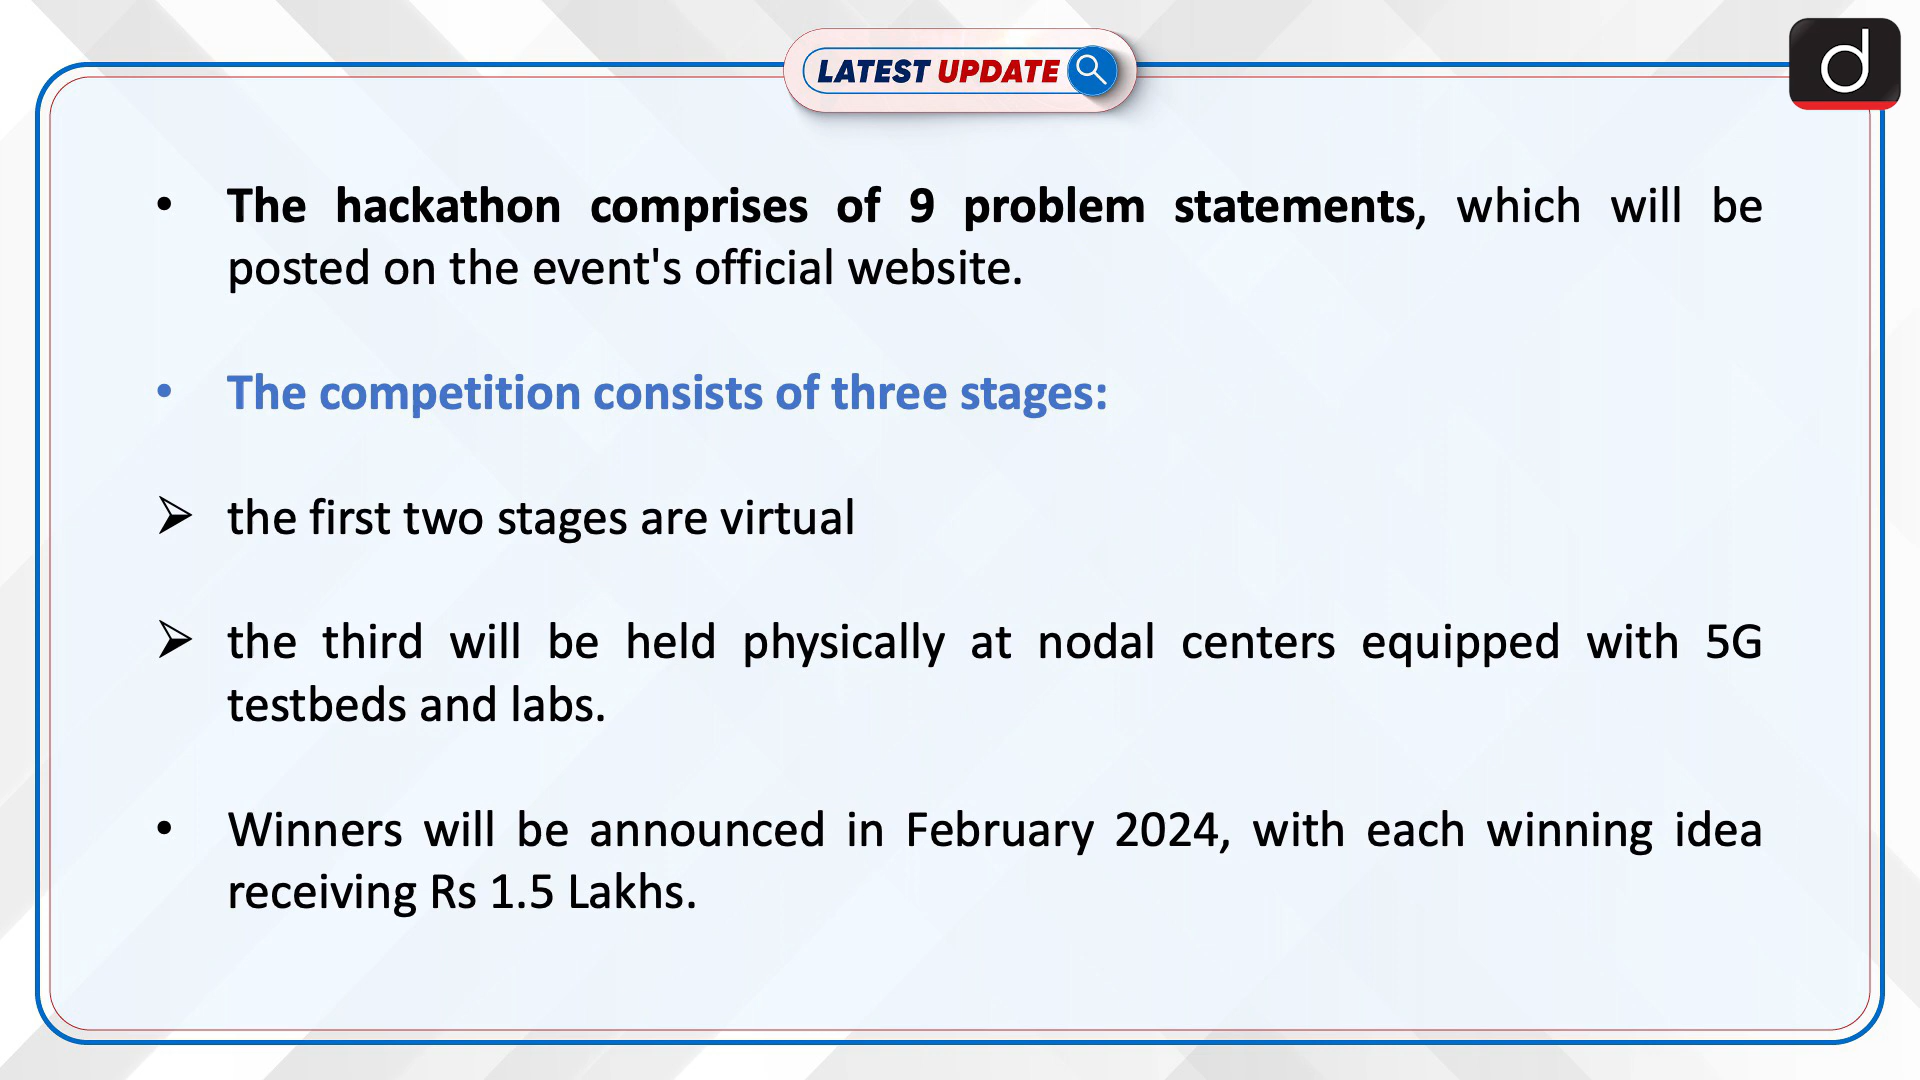 LATEST UPDATE
d
• The hackathon comprises of 9 problem statements, which will be
posted on the event's official website.
• The competition consists of three stages:
➢ the first two stages are virtual
➢ the third will be held physically at nodal centers equipped with 5G
testbeds and labs.
• Winners will be announced in February 2024, with each winning idea
receiving Rs 1.5 Lakhs.